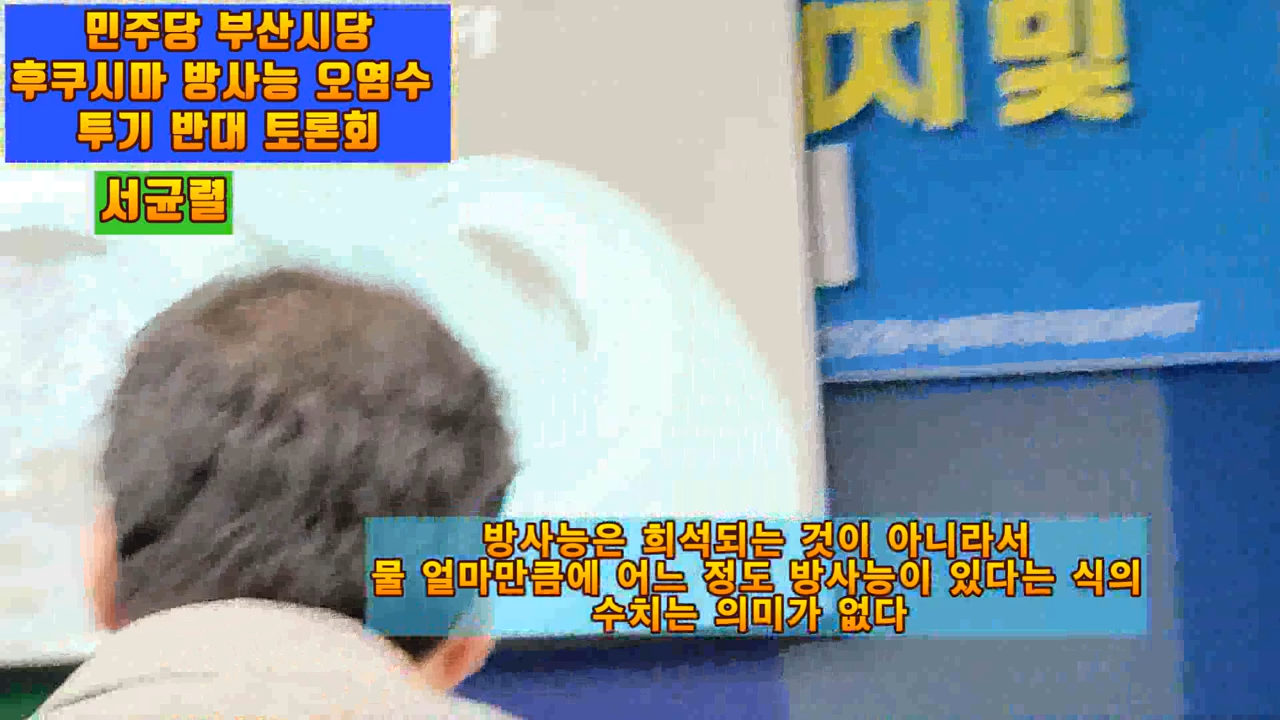 민주당 부산시당
후쿠시마 방사능 오염수
투기 반대 토론회
서균렬
지 및
방사능은 희석되는 것이 아니라서
물 얼마만큼에 어느 정도 방사능이 있다는 식의
수치는 의미가 없다